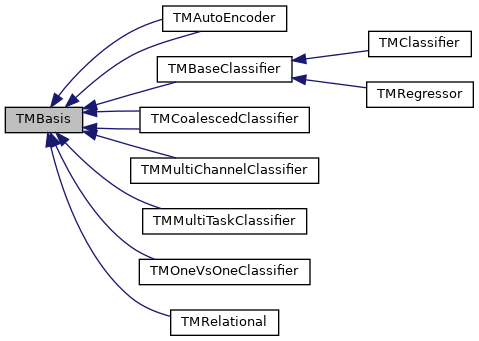 TMAutoEncoder
TMClassifier
TMBaseClassifier
TMRegressor
TMBasis
TMCoalescedClassifier
TMMultiChannelClassifier
TMMultiTaskClassifier
TMOneVsOneClassifier
TMRelational